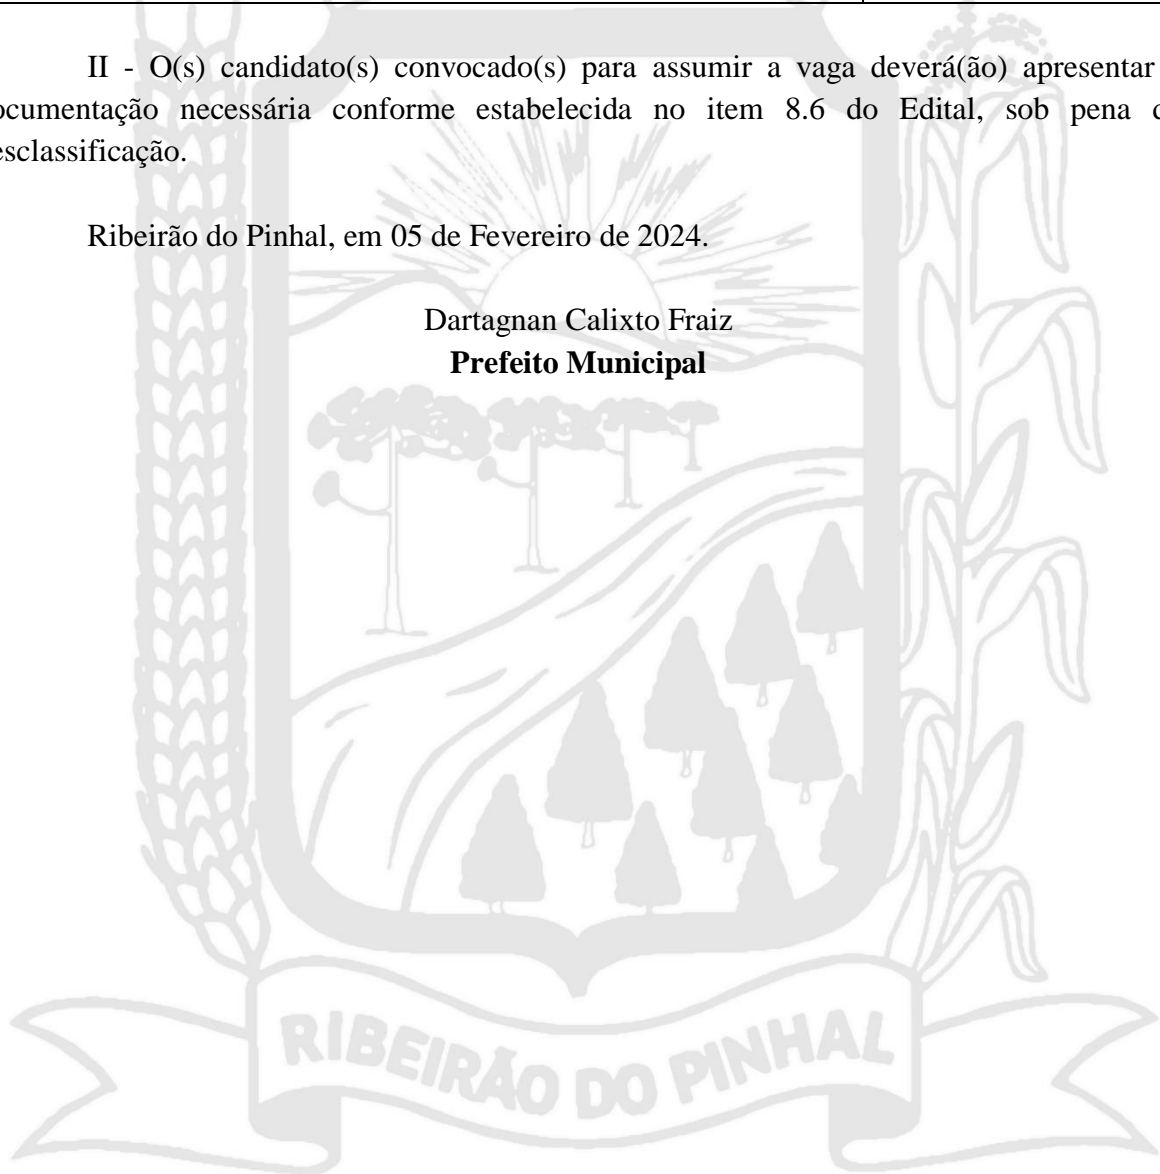 II - O(s) candidato(s) convocado(s) para assumir a vaga deverá(ão) apresentar
ocumentação necessária conforme estabelecida no item 8.6 do Edital, sob pena
esclassificação.
Ribeirão do Pinhal, em 05 de Fevereiro de 2024.
Dartagnan Calixto Fraiz
Prefeito Municipal
RIBEIRÃO DO PINHAL